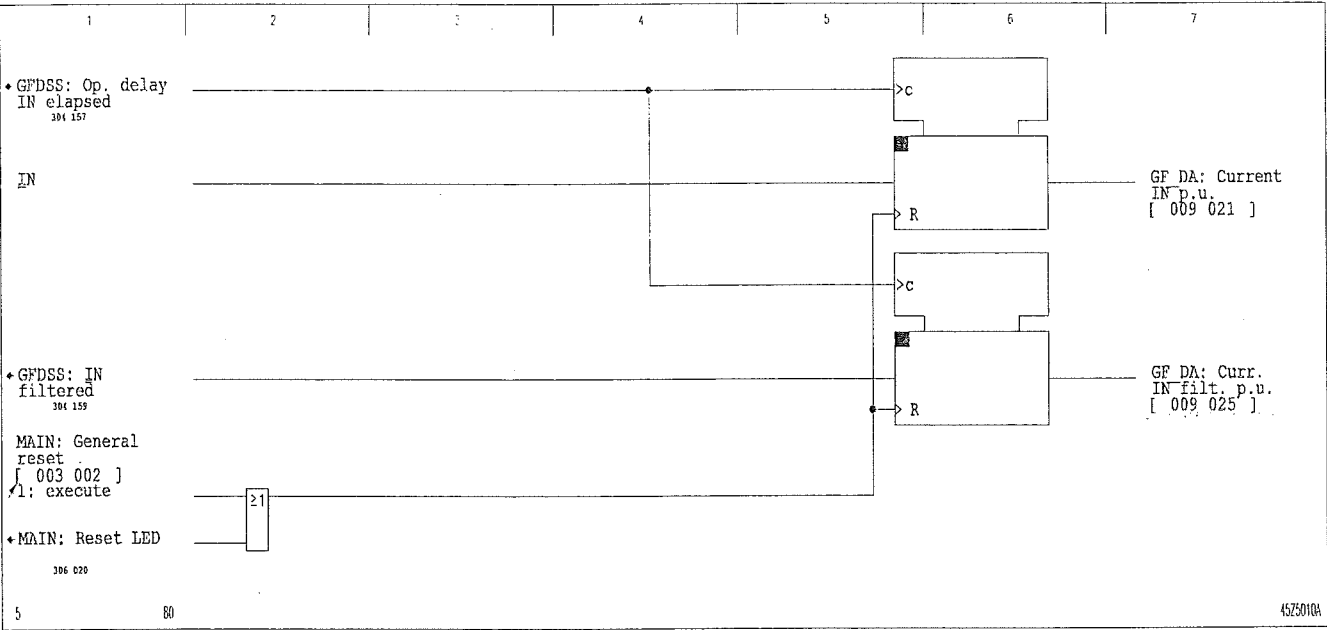 1 2 3 4 5 6 7
GFDSS: Op. delay
IN elapsed
304 157
>C
IN
R
GF DA: Current
IN p.u.
[ 009 021 ]
>C
GFDSS: IN
filtered
304 159
R
GF DA: Curr.
IN filt. p.u.
[ 009 025 ]
MAIN: General
reset
[ 003 002 ]
1: execute
≥1
MAIN: Reset LED
306 020
5 80
45Z5010A